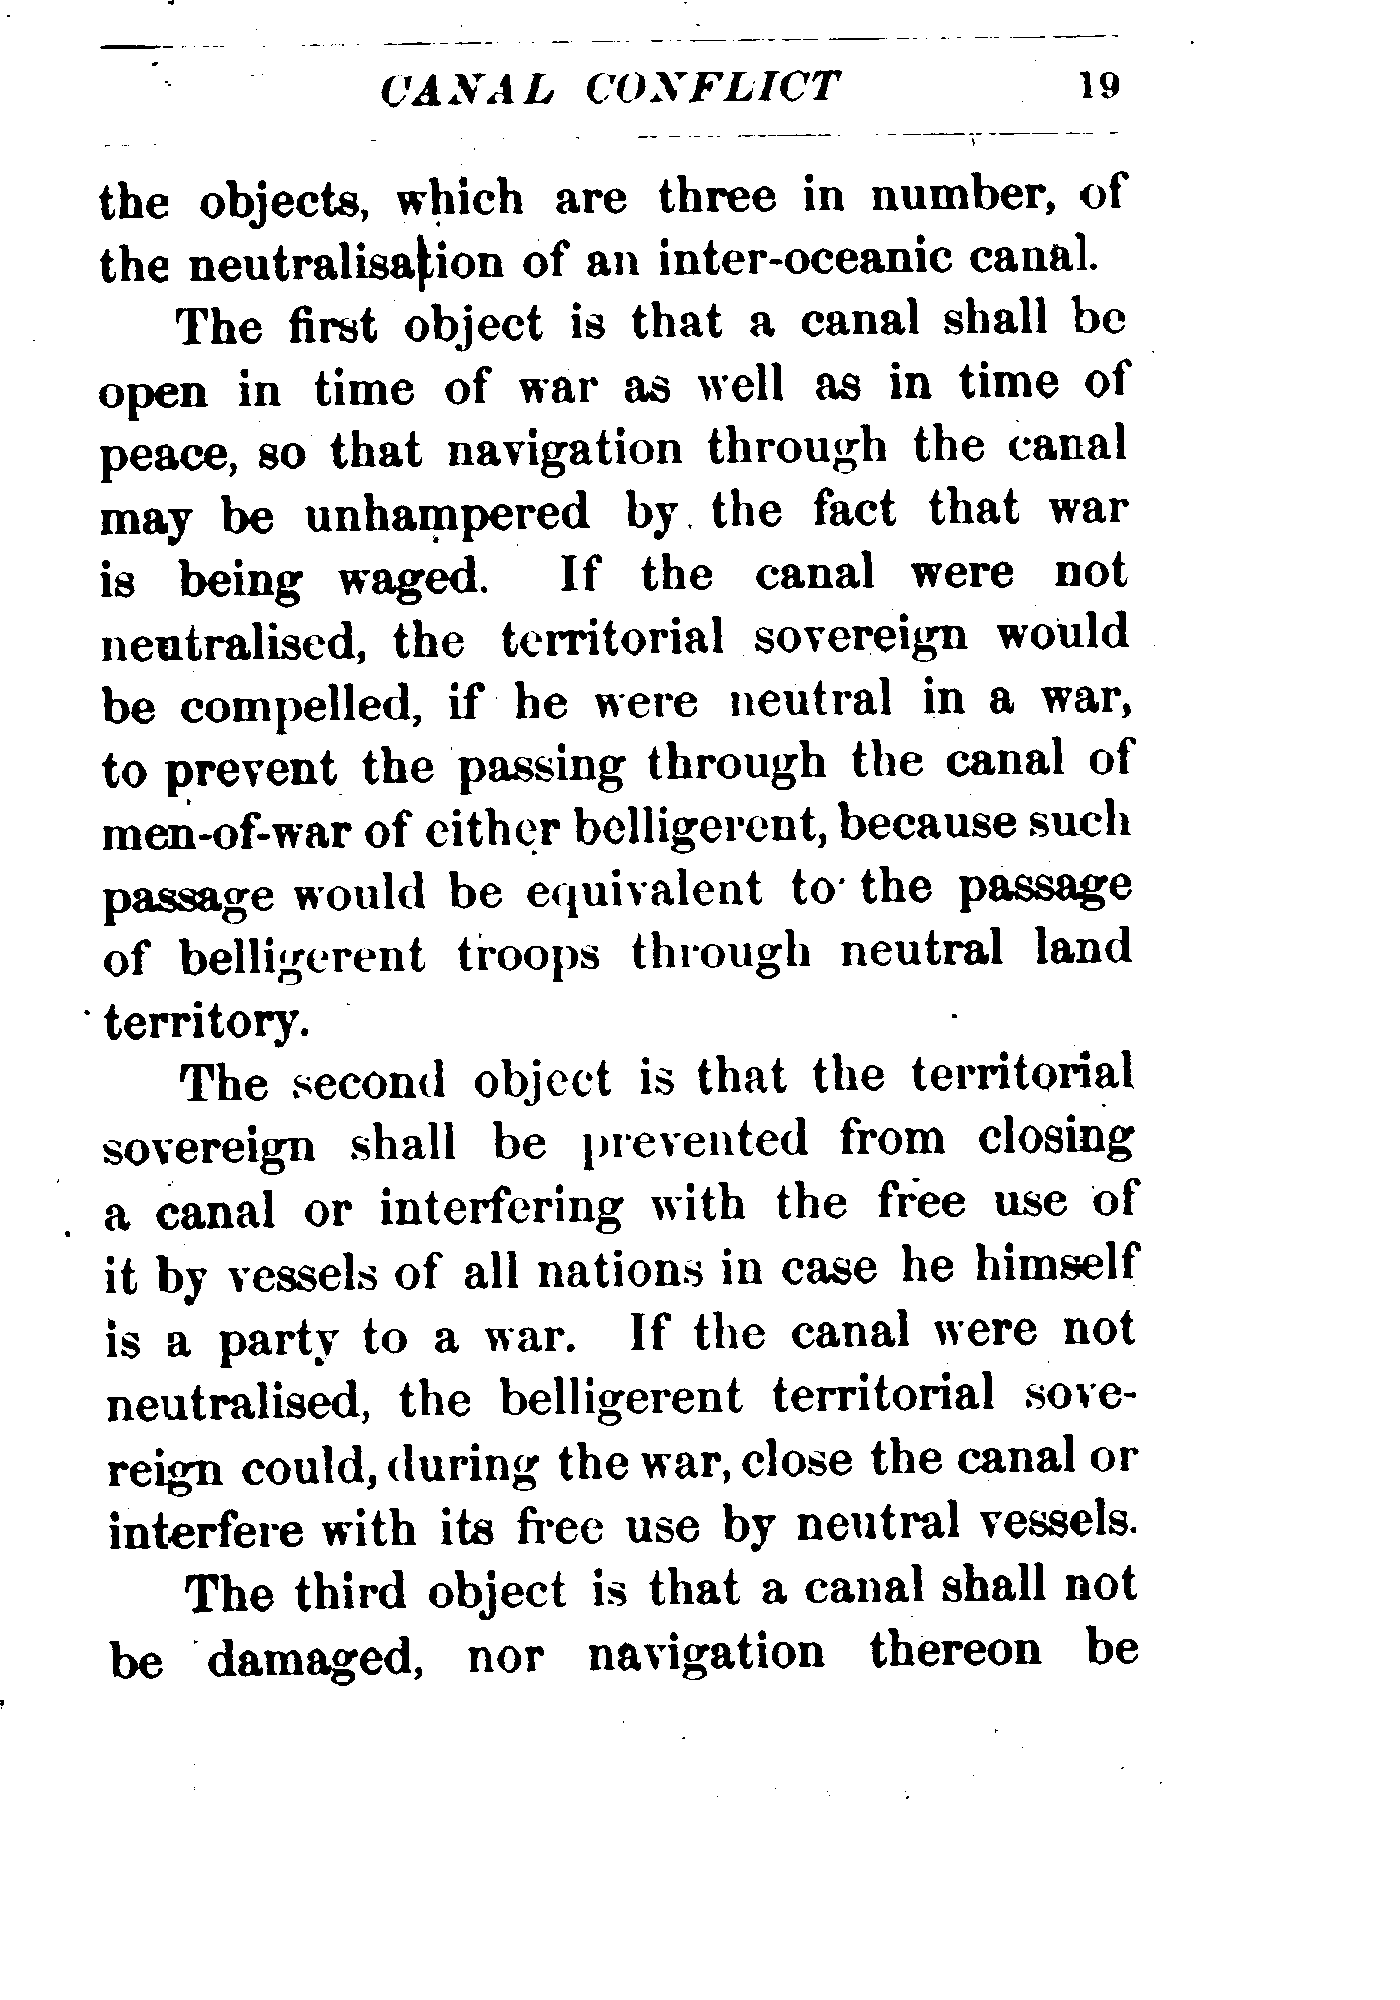 CANAL CONFLICT 19
the objects, which are three in number, of
the neutralisation of an inter-oceanic canal.
The first object is that a canal shall be
open in time of war as well as in time of
peace, so that navigation through the canal
may be unhampered by the fact that war
is being waged. If the canal were not
neutralised, the territorial sovereign would
be compelled, if he were neutral in a war,
to prevent the passing through the canal of
men-of-war of either belligerent, because such
passage would be equivalent to the passage
of belligerent troops through neutral land
territory.
The second object is that the territorial
sovereign shall be prevented from closing
a canal or interfering with the free use of
it by vessels of all nations in case he himself
is a party to a war. If the canal were not
neutralised, the belligerent territorial sove-
reign could, during the war, close the canal or
interfere with its free use by neutral vessels.
The third object is that a canal shall not
be damaged, nor navigation thereon be